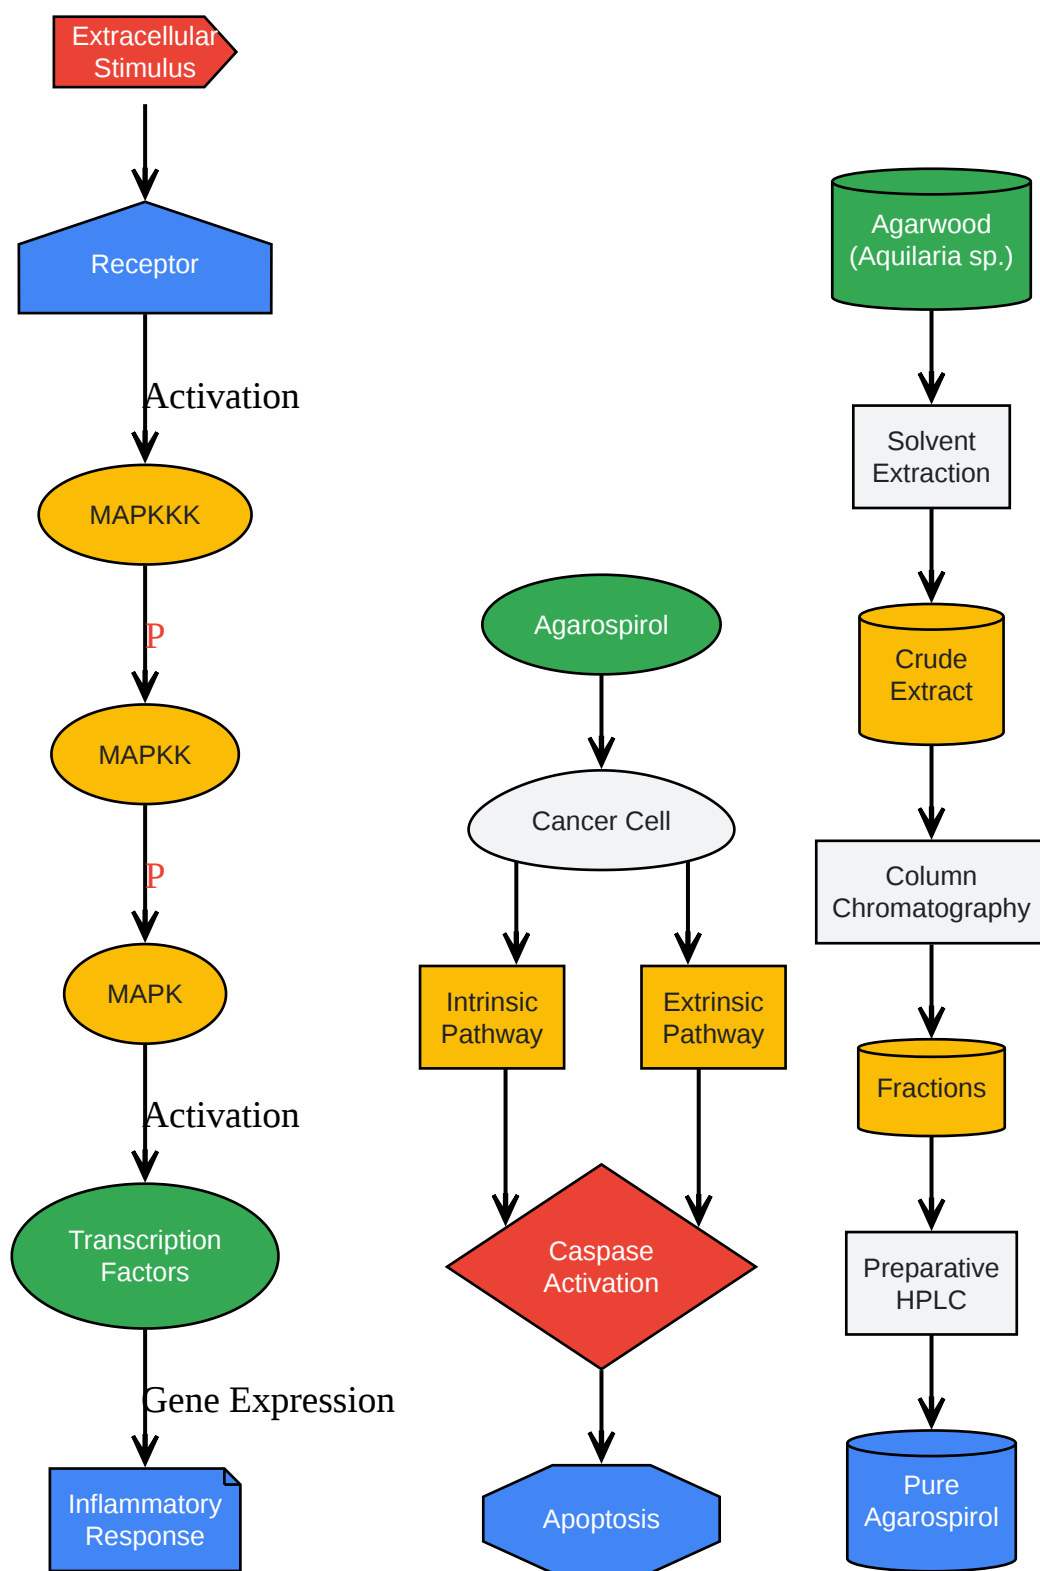 Extracellular
Stimulus
Receptor
Activation
MAPKKK
P
MAPKK
P
MAPK
Activation
Transcription
Factors
Gene Expression
Inflammatory
Response
Agarospirol
Cancer Cell
Intrinsic
Pathway
Extrinsic
Pathway
Caspase
Activation
Apoptosis
Agarwood
(Aquilaria sp.)
Solvent
Extraction
Crude
Extract
Column
Chromatography
Fractions
Preparative
HPLC
Pure
Agarospirol